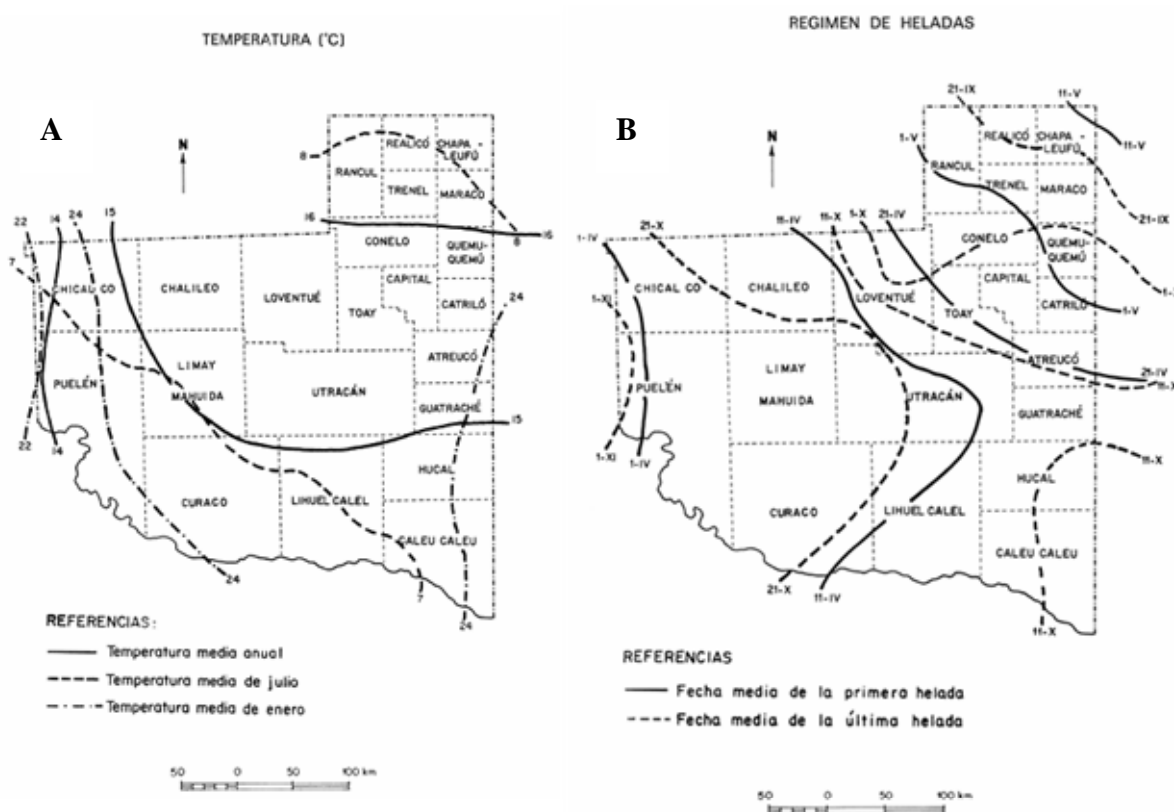 TEMPERATURA (°C)
A
N
8
REALICÓ
CHAPA-
LEUFÚ
RANCUL
TRENEL
MARACO
22
14
24
15
16
8
16
7
CONELO
QUEMU-
QUEMÚ
CHICAL CO
CHALILEO
LOVENTUÉ
CAPITAL
TOAY
CATRILÓ
24
PUELÉN
LIMAY
MAHUIDA
UTRACÁN
ATREUCÓ
GUATRACHÉ
15
22
14
HUCAL
CURACO
LIHUEL CALEL
CALEU CALEU
24
7
24
REFERENCIAS:
Temperatura media anual
Temperatura media de julio
Temperatura media de enero
50 0 50 100 km
REGIMEN DE HELADAS
B
N
21-IX
11-V
REALICÓ
CHAPA-
LEUFÚ
11-V
1-V
RANCUL
TRENEL
MARACO
21-IX
1-IV
21-X
11-IV
11-X
1-X
21-IV
CONELO
QUEMU-
QUEMÚ
CHICAL CO
CHALILEO
LOVENTUÉ
CAPITAL
1-XI
TOAY
CATRILÓ
1-V
PUELÉN
LIMAY
MAHUIDA
UTRACÁN
ATREUCÓ
21-IV
11-X
GUATRACHÉ
1-XI
1-IV
11-X
HUCAL
CURACO
LIHUEL CALEL
CALEU CALEU
21-X
11-IV
11-X
REFERENCIAS
Fecha media de la primera helada
Fecha media de la última helada
50 0 50 100 km